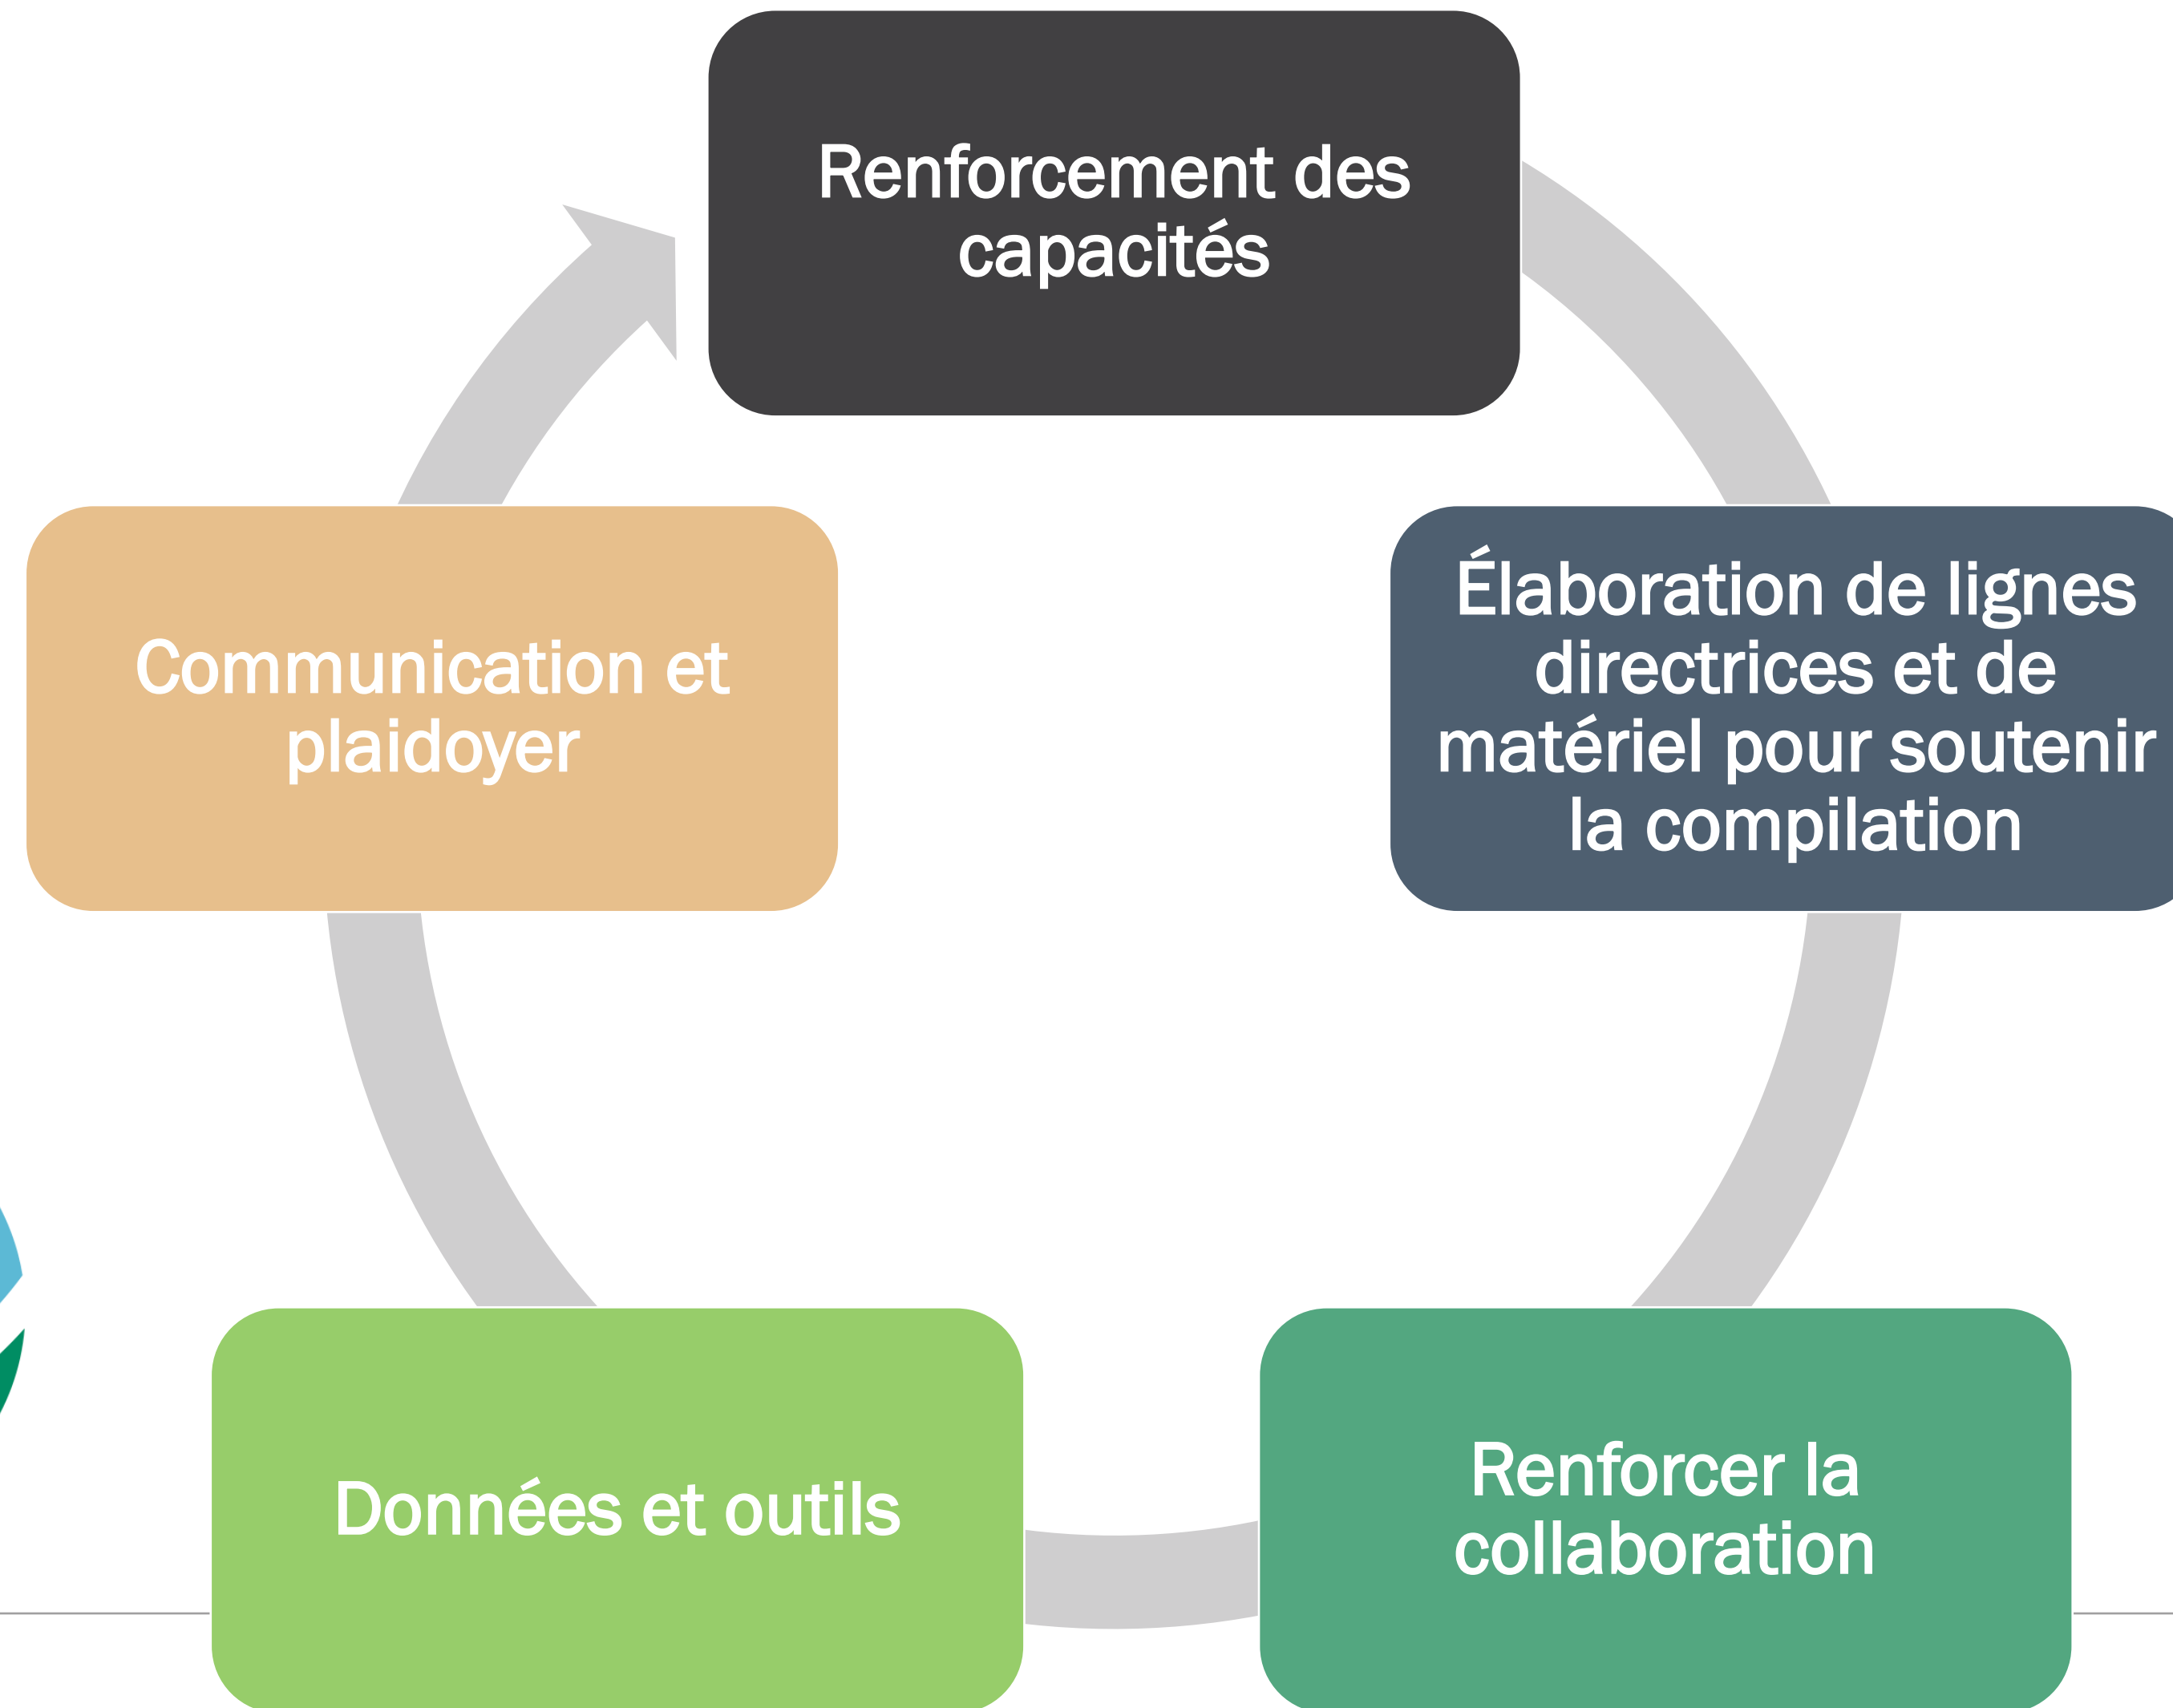 Renforcement des
capacités
Élaboration de lignes
directrices et de
matériel pour soutenir
la compilation
Renforcer la
collaboration
Données et outils
Communication et
plaidoyer